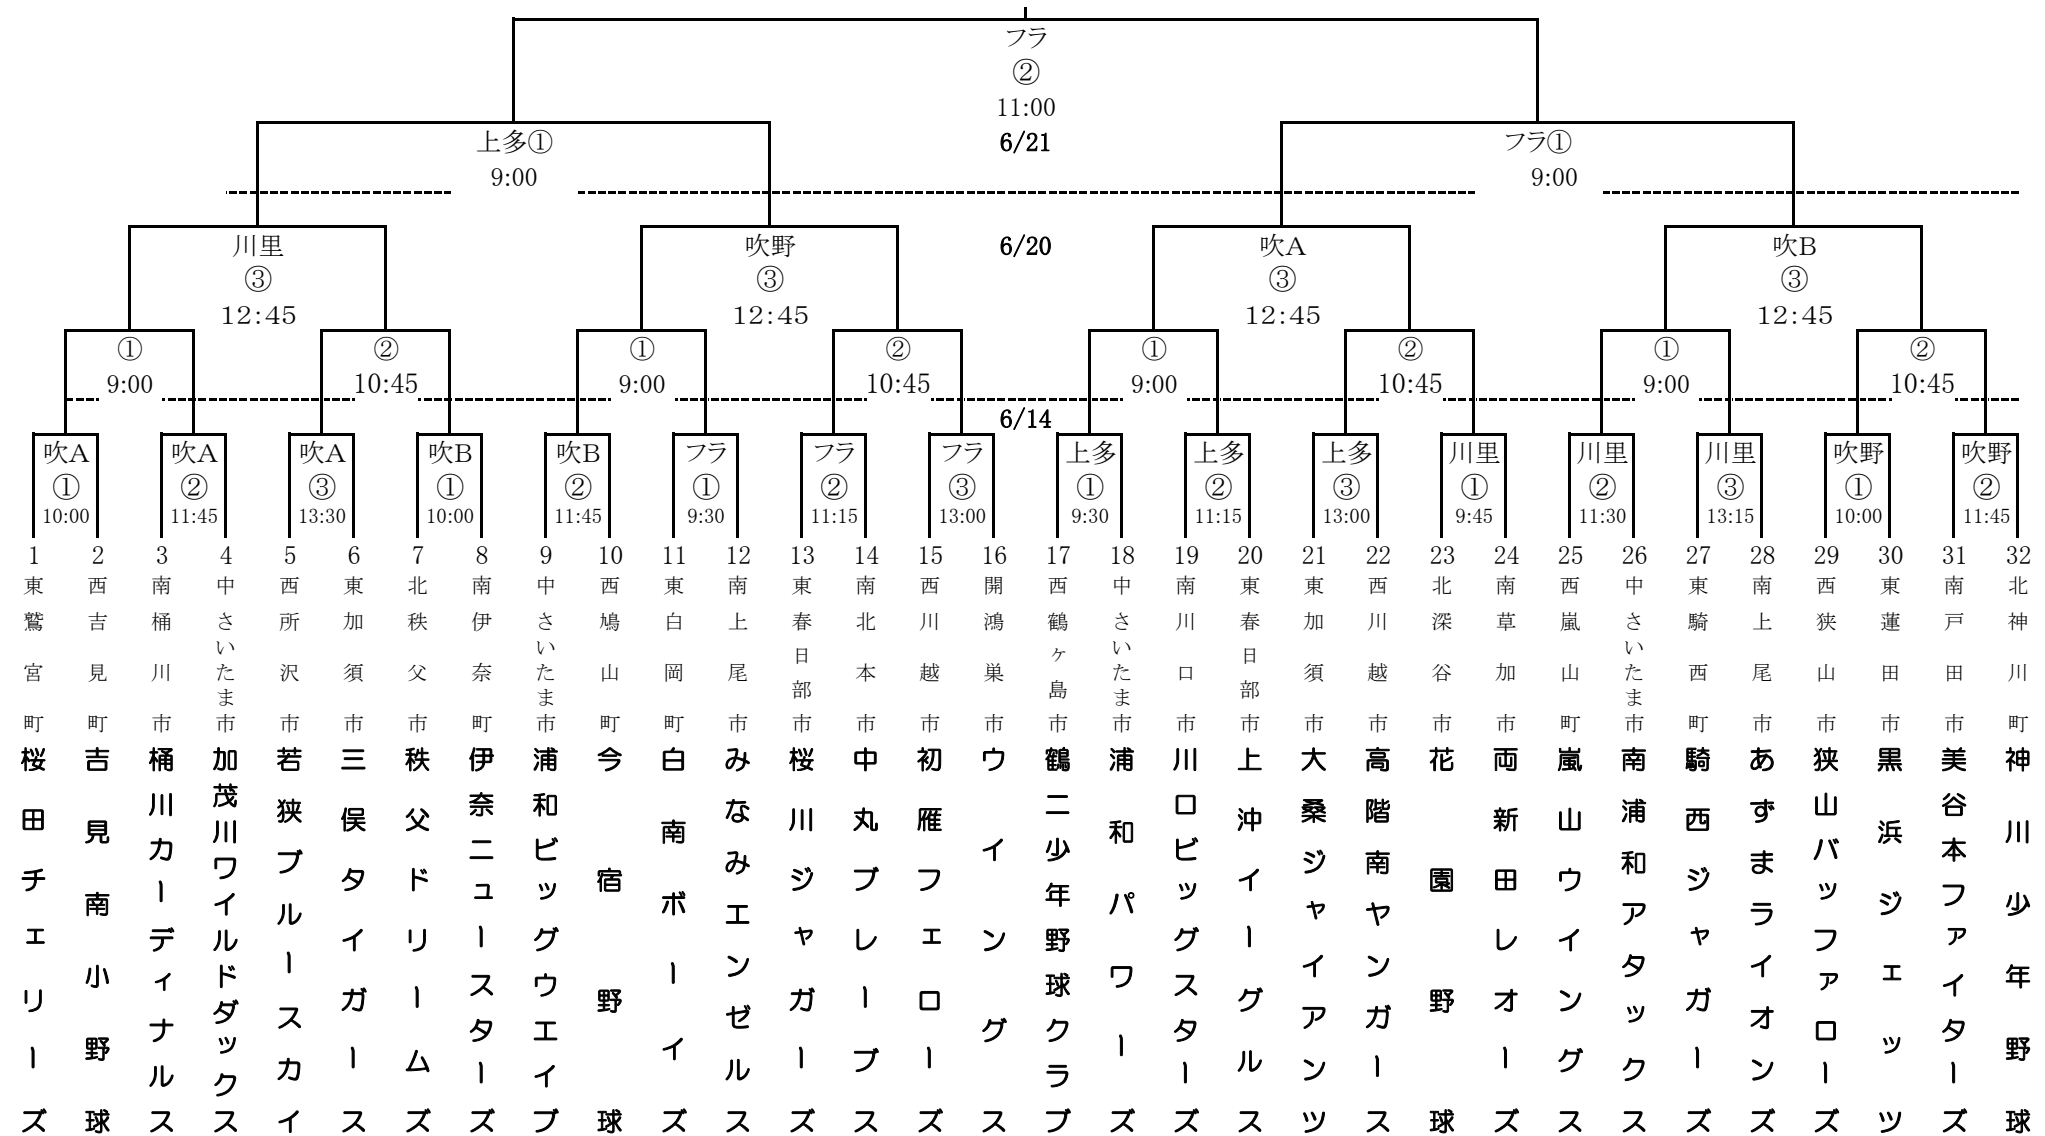 フラ
②
11:00
上多① 6/21 フラ①
9:00 9:00
川里 吹野 6/20 吹A 吹B
③ ③ ③ ③
12:45 12:45 12:45 12:45
① ② ① ② ① ② ① ②
9:00 10:45 9:00 10:45 9:00 10:45 9:00 10:45
6/14
吹A 吹A 吹A 吹B 吹B フラ フラ フラ 上多 上多 上多 川里 川里 川里 吹野 吹野
① ② ③ ① ② ① ② ③ ① ② ③ ① ② ③ ① ②
10:00 11:45 13:30 10:00 11:45 9:30 11:15 13:00 9:30 11:15 13:00 9:45 11:30 13:15 10:00 11:45
1 東 鷲宮町 桜田チェリーズ
2 西 吉見町 吉見南小野球
3 南 桶川市 桶川カーディナルス
4 中 さいたま市 加茂川ワイルドダックス
5 西 所沢市 若狭ブルースカイ
6 東 加須市 三俣タイガース
7 北 秩父市 秩父ドリームズ
8 南 伊奈町 伊奈ニュースターズ
9 中 さいたま市 浦和ビッグウエイブ
10 西 鳩山町 今宿野球
11 東 白岡町 白南ボーイズ
12 南 上尾市 みなみエンゼルス
13 東 春日部市 桜川ジャガーズ
14 南 北本市 中丸ブレーブス
15 西 川越市 初雁フェローズ
16 開 鴻巣市 ウイングス
17 西 鶴ヶ島市 鶴二少年野球クラブ
18 中 さいたま市 浦和パワーズ
19 南 川口市 川口ビッグスターズ
20 東 春日部市 上沖イーグルス
21 東 加須市 大桑ジャイアンツ
22 西 川越市 高階南ヤンガース
23 北 深谷市 花園野球
24 南 草加市 両新田レオーズ
25 西 嵐山町 嵐山ウイングス
26 中 さいたま市 南浦和アタックス
27 東 騎西町 騎西ジャガーズ
28 南 上尾市 あずまライオンズ
29 西 狭山市 狭山バッファローズ
30 東 蓮田市 黒浜ジェッツ
31 南 戸田市 美谷本ファイターズ
32 北 神川町 神川少年野球